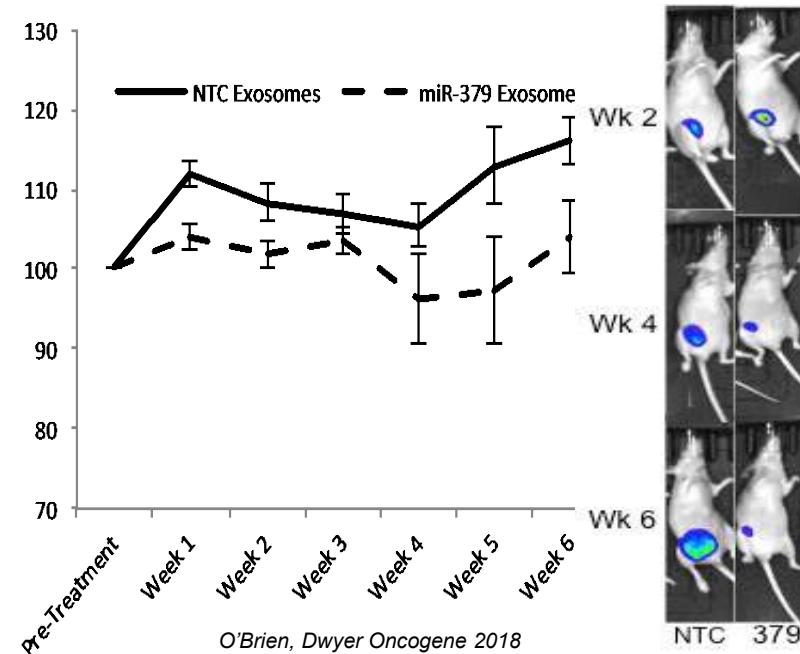 130
120
110
100
90
80
70
NTC Exosomes
miR-379 Exosome
Pre-Treatment
Week 1
Week 2
Week 3
Week 4
Week 5
Week 6
O'Brien, Dwyer Oncogene 2018
Wk 2
Wk 4
Wk 6
NTC 379